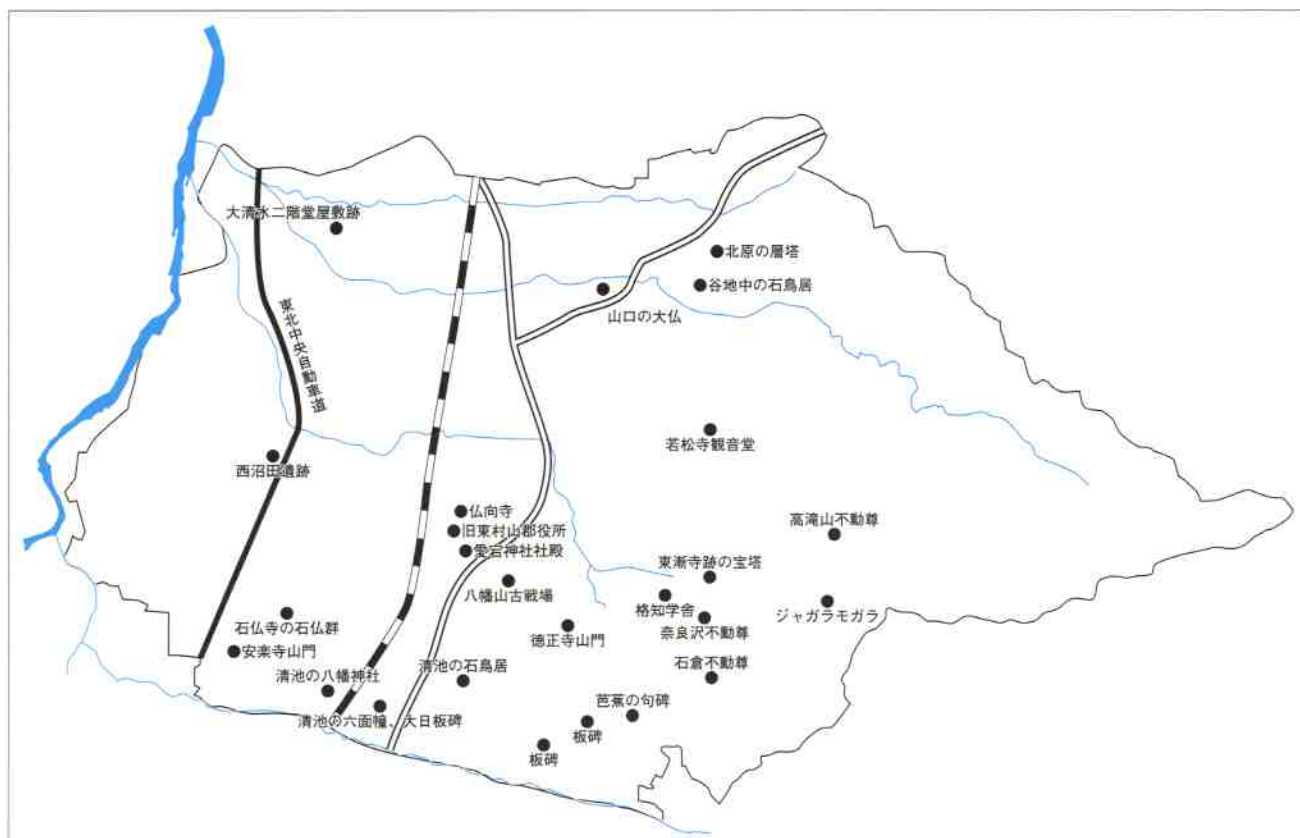 大清水二階堂屋敷跡
北原の層塔
谷地中の石鳥居
山口の大仏
東北中央自動車道
若松寺観音堂
西沼田遺跡
仏向寺
旧東村山郡役所
愛宕神社社殿
高滝山不動尊
東漸寺跡の宝塔
八幡山古戦場
格知学舎
ジャガラモガラ
石仏寺の石仏群
奈良沢不動尊
徳正寺山門
安楽寺山門
清池の石鳥居
清池の八幡神社
石倉不動尊
芭蕉の句碑
清池の六面幢、大日板碑
板碑
板碑